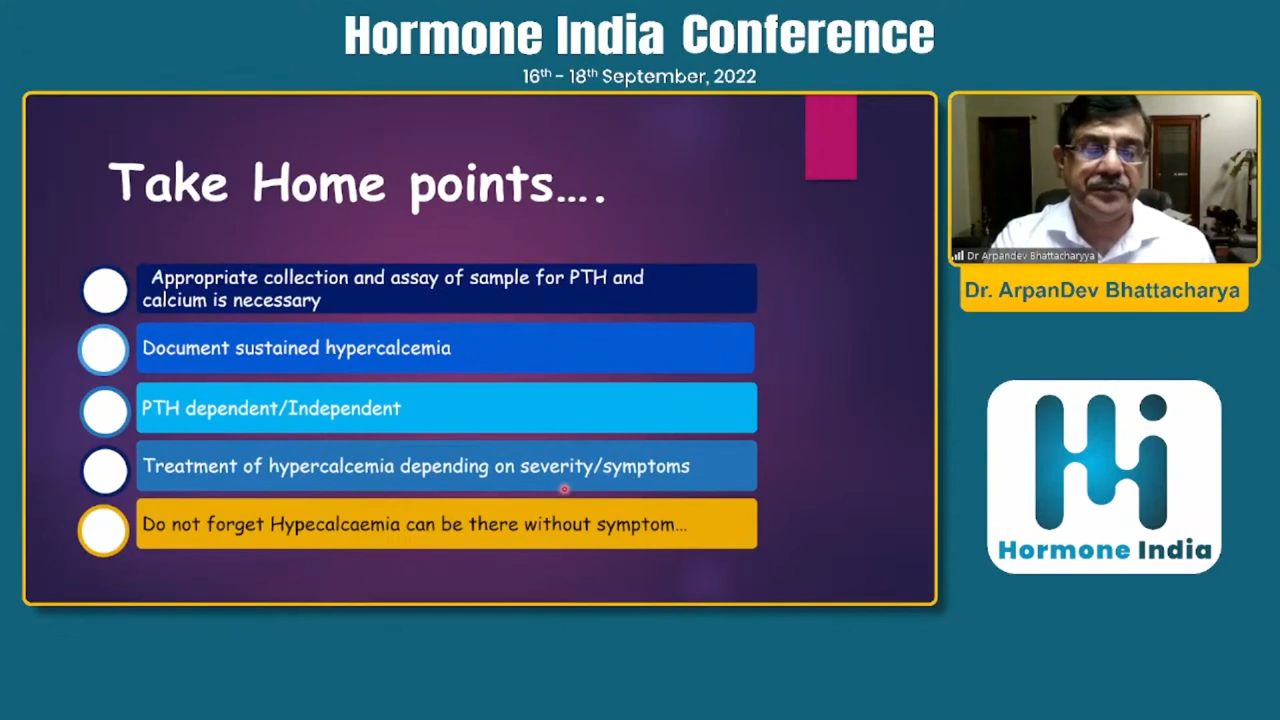 Hormone India Conference
16th - 18th September, 2022
Take Home points....
Appropriate collection and assay of sample for PTH and
calcium is necessary
Document sustained hypercalcemia
PTH dependent/Independent
Treatment of hypercalcemia depending on severity/symptoms
Do not forget Hypecalcaemia can be there without symptom...
Dr Arpandev Bhattacharyya
Dr. ArpanDev Bhattacharya
Hi
Hormone India